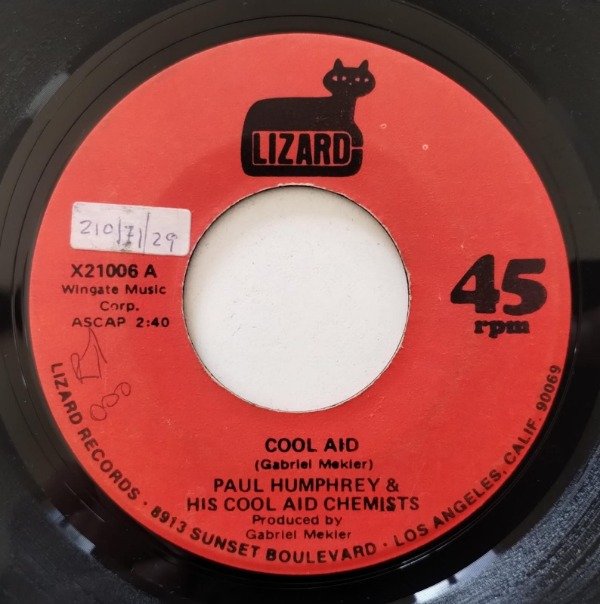 LIZARD
210/71/29
X21006 A
Wingate Music
Corp.
ASCAP 2:40
45
rpm
COOL AID
(Gabriel Mekler)
PAUL HUMPHREY &
HIS COOL AID CHEMISTS
Produced by
Gabriel Mekler
LIZARD RECORDS · 8913 SUNSET BOULEVARD · LOS ANGELES, CALIF. 90069